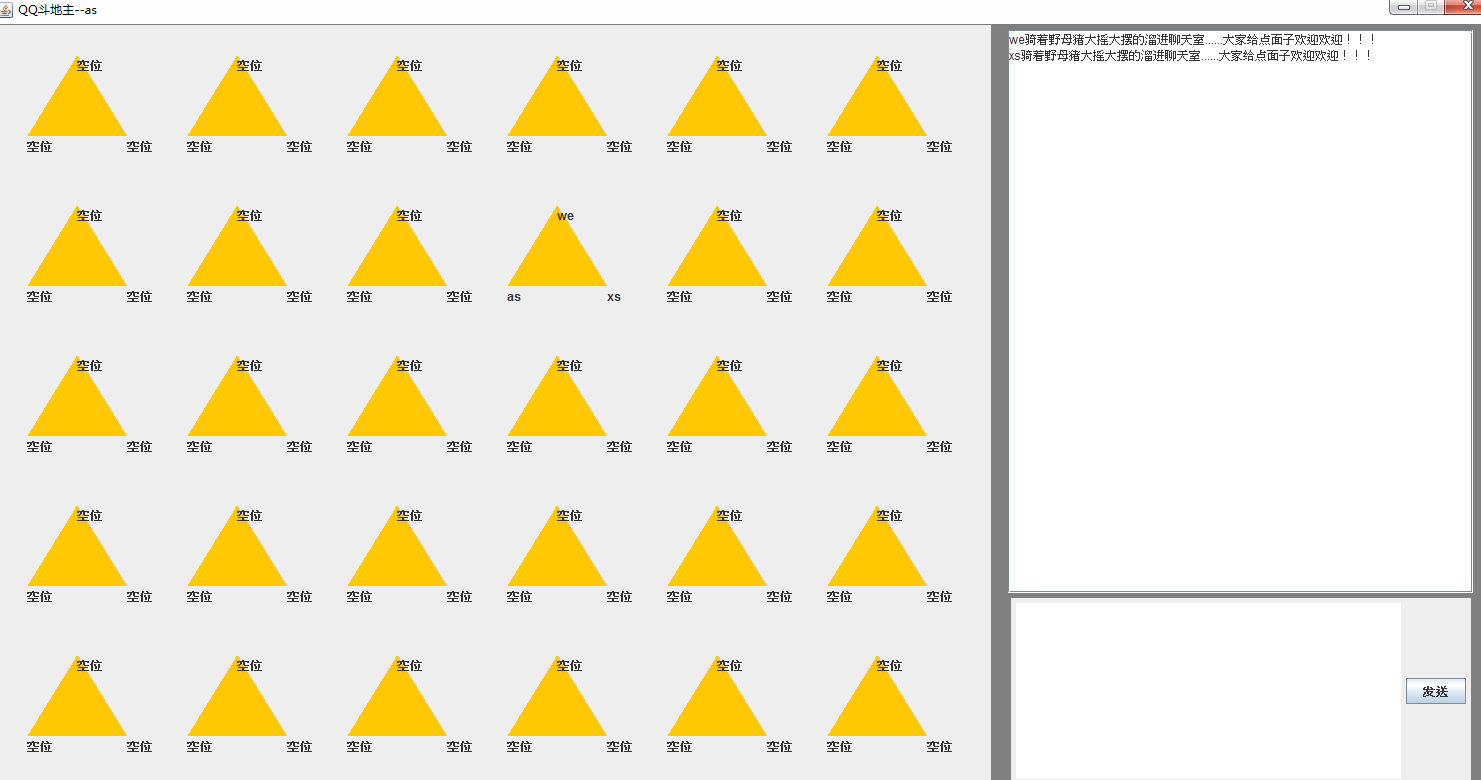 QQ斗地主--as
空位 空位 空位 空位 空位 空位
空位 空位 空位 空位 空位 空位 空位 空位 空位 空位 空位 空位
空位 空位 空位 we 空位 空位
空位 空位 空位 空位 空位 空位 as xs 空位 空位 空位 空位
空位 空位 空位 空位 空位 空位
空位 空位 空位 空位 空位 空位 空位 空位 空位 空位 空位 空位
空位 空位 空位 空位 空位 空位
空位 空位 空位 空位 空位 空位 空位 空位 空位 空位 空位 空位
空位 空位 空位 空位 空位 空位
空位 空位 空位 空位 空位 空位 空位 空位 空位 空位 空位 空位
we骑着野母猪大摇大摆的溜进聊天室......大家给点面子欢迎欢迎！！！
xs骑着野母猪大摇大摆的溜进聊天室......大家给点面子欢迎欢迎！！！
发送